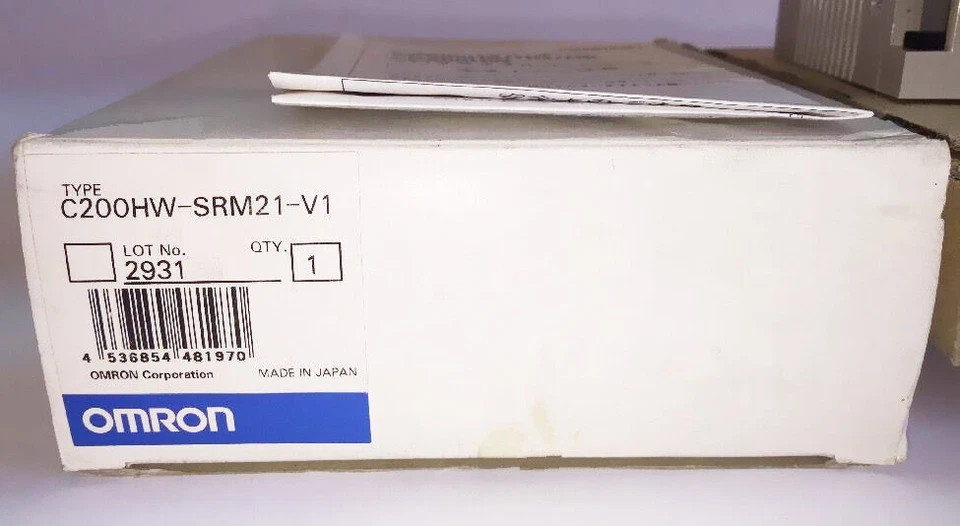 TYPE
C200HW-SRM21-V1
LOT No. QTY.
2931 1
4 536854 481970
OMRON Corporation MADE IN JAPAN
OMRON